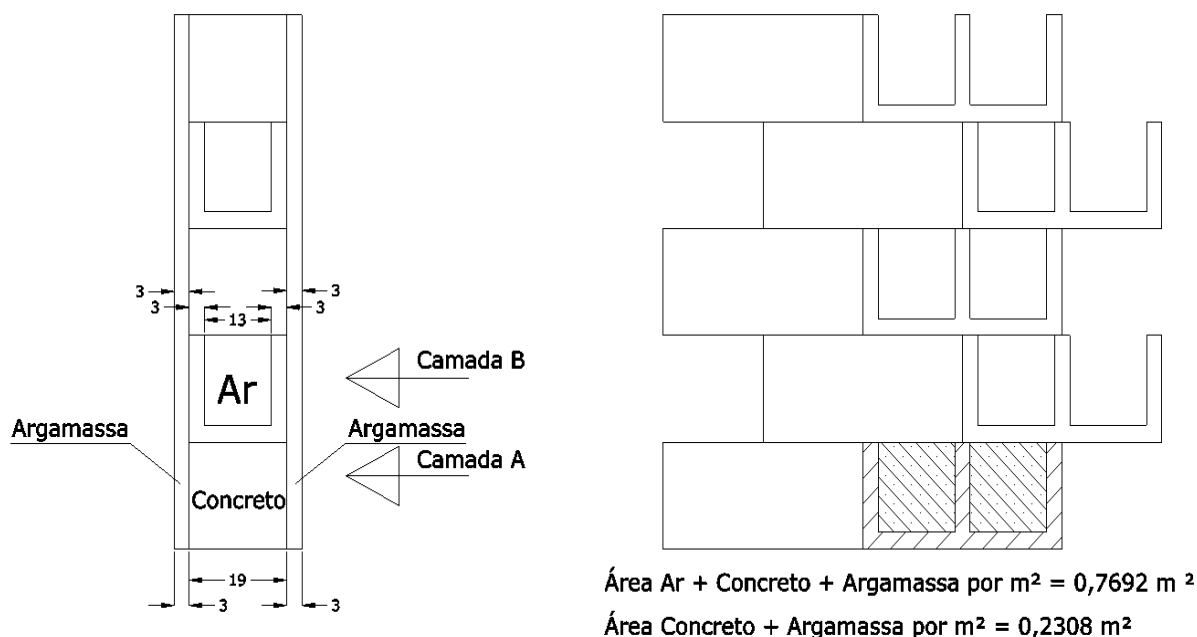 3
3
3
3
13
Ar
Camada B
Argamassa
Argamassa
Camada A
Concreto
19
3
3
Área Ar + Concreto + Argamassa por m² = 0,7692 m ²
Área Concreto + Argamassa por m² = 0,2308 m²